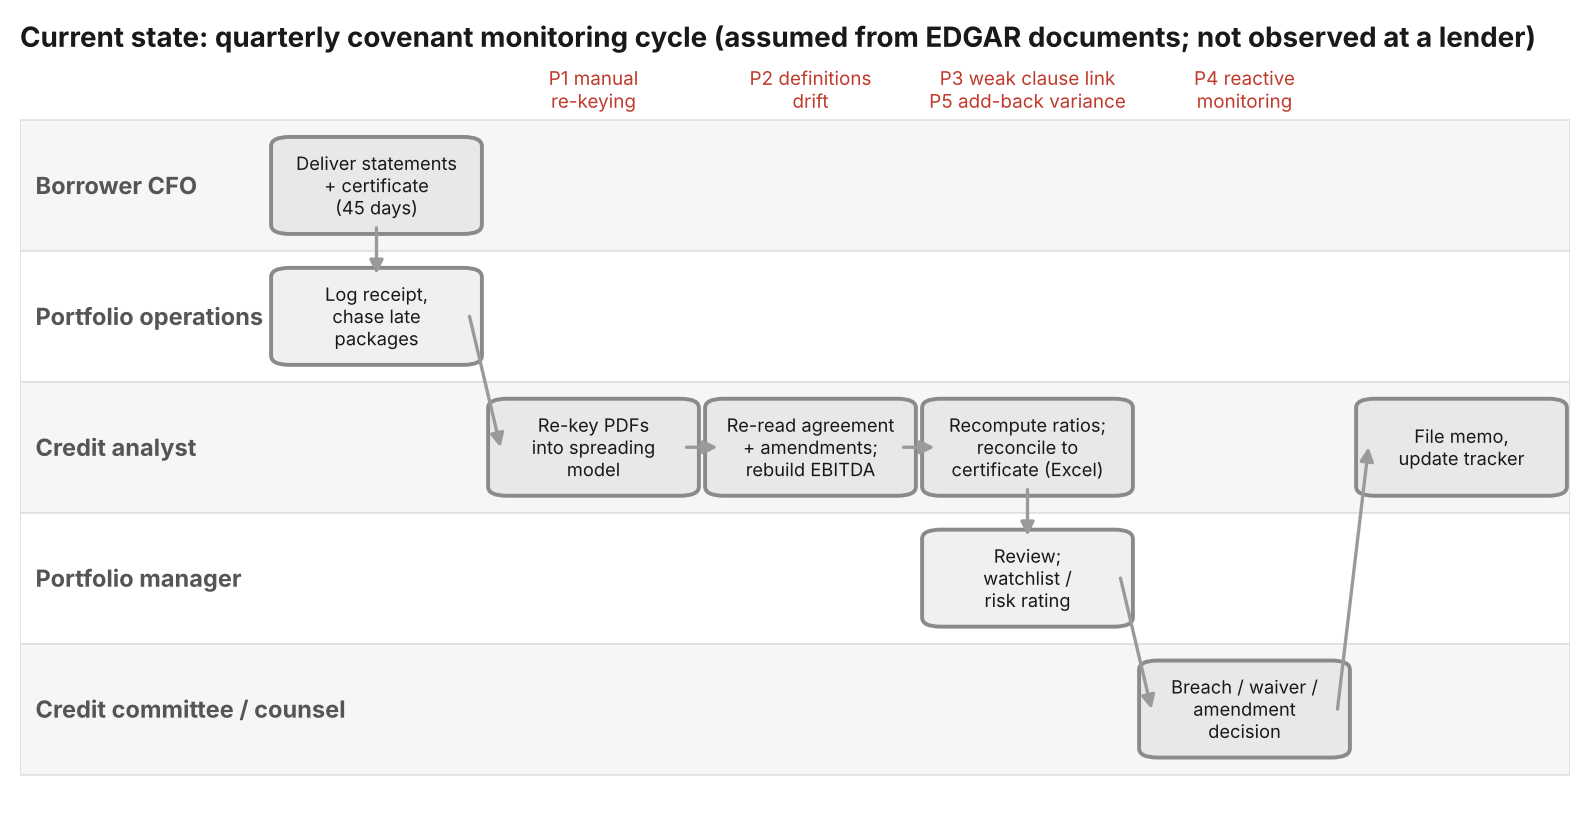 Current state: quarterly covenant monitoring cycle (assumed from EDGAR documents; not observed at a lender)
P1 manual
re-keying
P2 definitions
drift
P3 weak clause link
P5 add-back variance
P4 reactive
monitoring
Borrower CFO
Deliver statements
+ certificate
(45 days)
Portfolio operations
Log receipt,
chase late
packages
Credit analyst
Re-key PDFs
into spreading
model
Re-read agreement
+ amendments;
rebuild EBITDA
Recompute ratios;
reconcile to
certificate (Excel)
File memo,
update tracker
Portfolio manager
Review;
watchlist /
risk rating
Credit committee / counsel
Breach / waiver /
amendment
decision